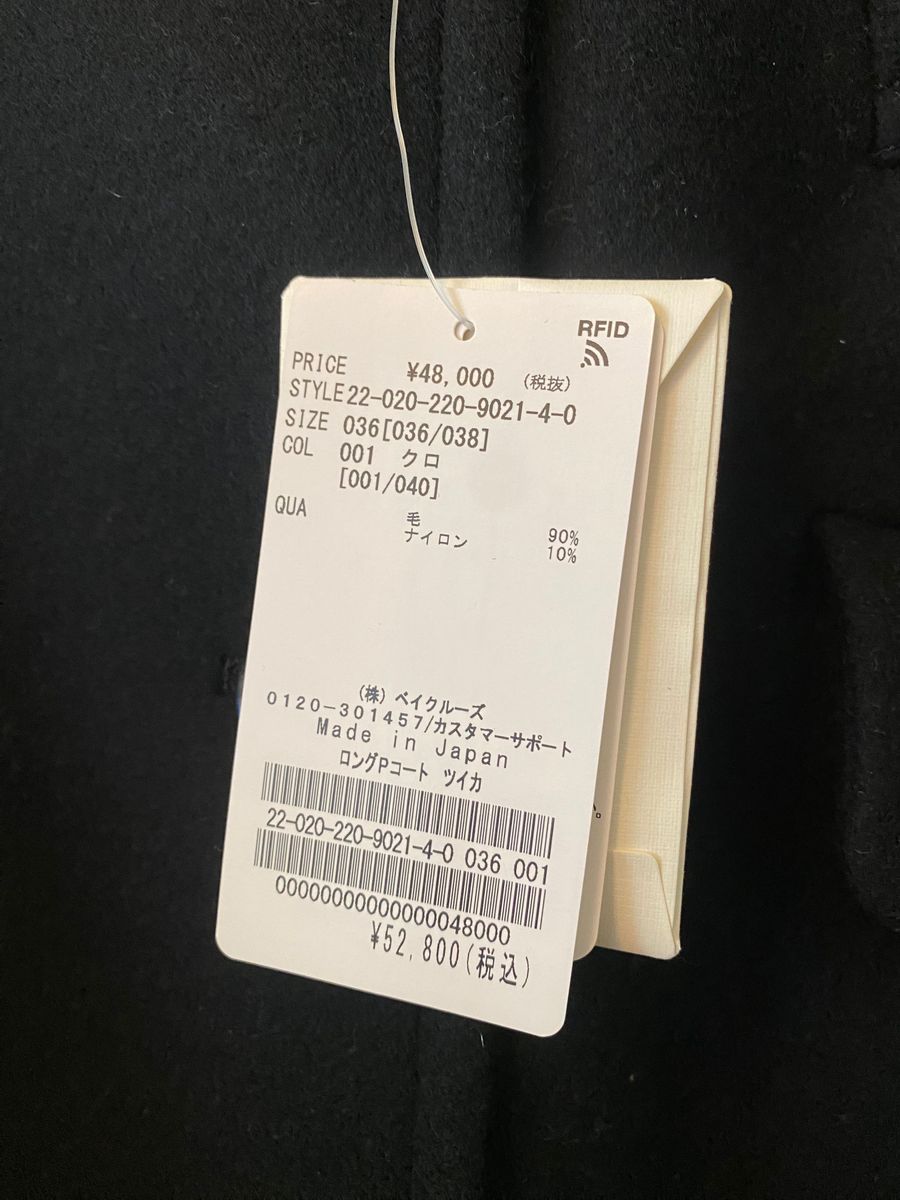 RFID
PRICE ¥48,000 (税抜)
STYLE 22-020-220-9021-4-0
SIZE 036[036/038]
COL 001 クロ
[001/040]
QUA 毛 90%
ナイロン 10%
(株)ベイクルーズ
0120-301457/カスタマーサポート
Made in Japan
ロングPコート ツイカ
22-020-220-9021-4-0 036 001
0000000000000048000
¥52,800(税込)